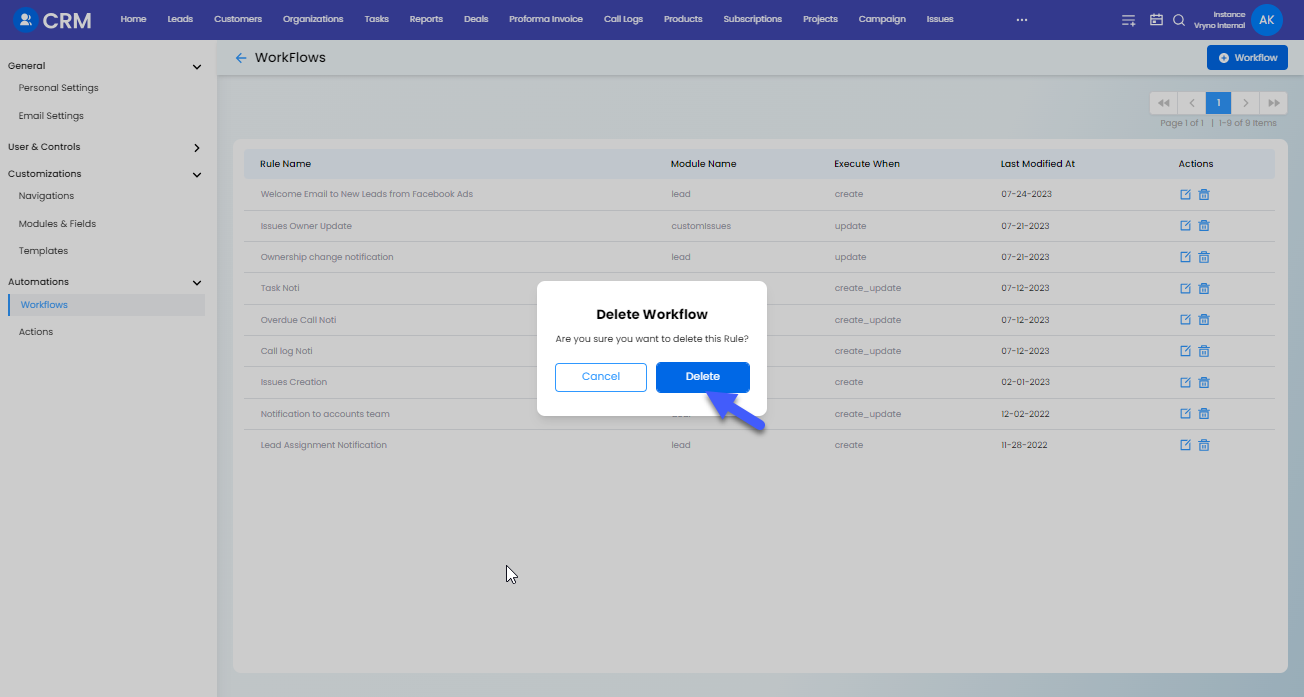 CRM Home Leads Customers Organizations Tasks Reports Deals Proforma Invoice Call Logs Products Subscriptions Projects Campaign Issues ... Instance
Vryno Internal AK
General
Personal Settings
Email Settings
User & Controls
Customizations
Navigations
Modules & Fields
Templates
Automations
Workflows
Actions
WorkFlows Workflow
1
Page 1 of 1 | 1-9 of 9 Items
Rule Name Module Name Execute When Last Modified At Actions
Welcome Email to New Leads from Facebook Ads lead create 07-24-2023
Issues Owner Update customIssues update 07-21-2023
Ownership change notification lead update 07-21-2023
Task Noti create_update 07-12-2023
Overdue Call Noti create_update 07-12-2023
Call log Noti create_update 07-12-2023
Issues Creation create 02-01-2023
Notification to accounts team create_update 12-02-2022
Lead Assignment Notification lead create 11-28-2022
Delete Workflow
Are you sure you want to delete this Rule?
Cancel Delete